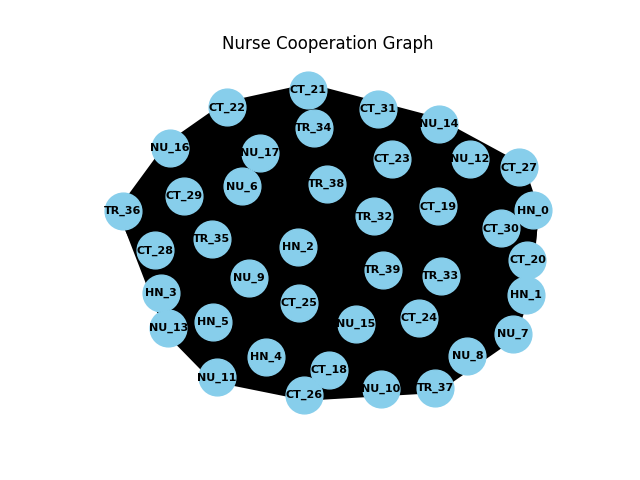 Nurse Cooperation Graph
CT_21
CT_22
CT_31
NU_14
TR_34
NU_16
NU_17
CT_23
NU_12
CT_27
CT_29
NU_6
TR_38
TR_36
TR_32
CT_19
HN_0
CT_30
CT_28
TR_35
HN_2
CT_20
NU_9
TR_39
TR_33
HN_3
CT_25
HN_1
NU_13
HN_5
NU_15
CT_24
NU_7
HN_4
NU_8
NU_11
CT_18
CT_26
NU_10
TR_37